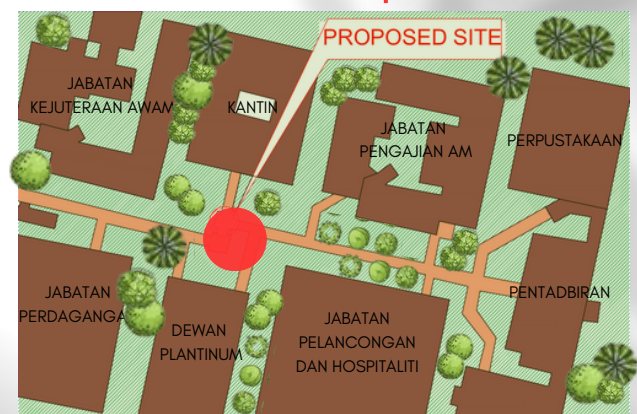 PROPOSED SITE
JABATAN
KEJUTERAAN AWAM
KANTIN
JABATAN
PENGAJIAN AM
PERPUSTAKAAN
JABATAN
PERDAGANGA
DEWAN
PLANTINUM
JABATAN
PELANCONGAN
DAN HOSPITALITI
PENTADBIRAN